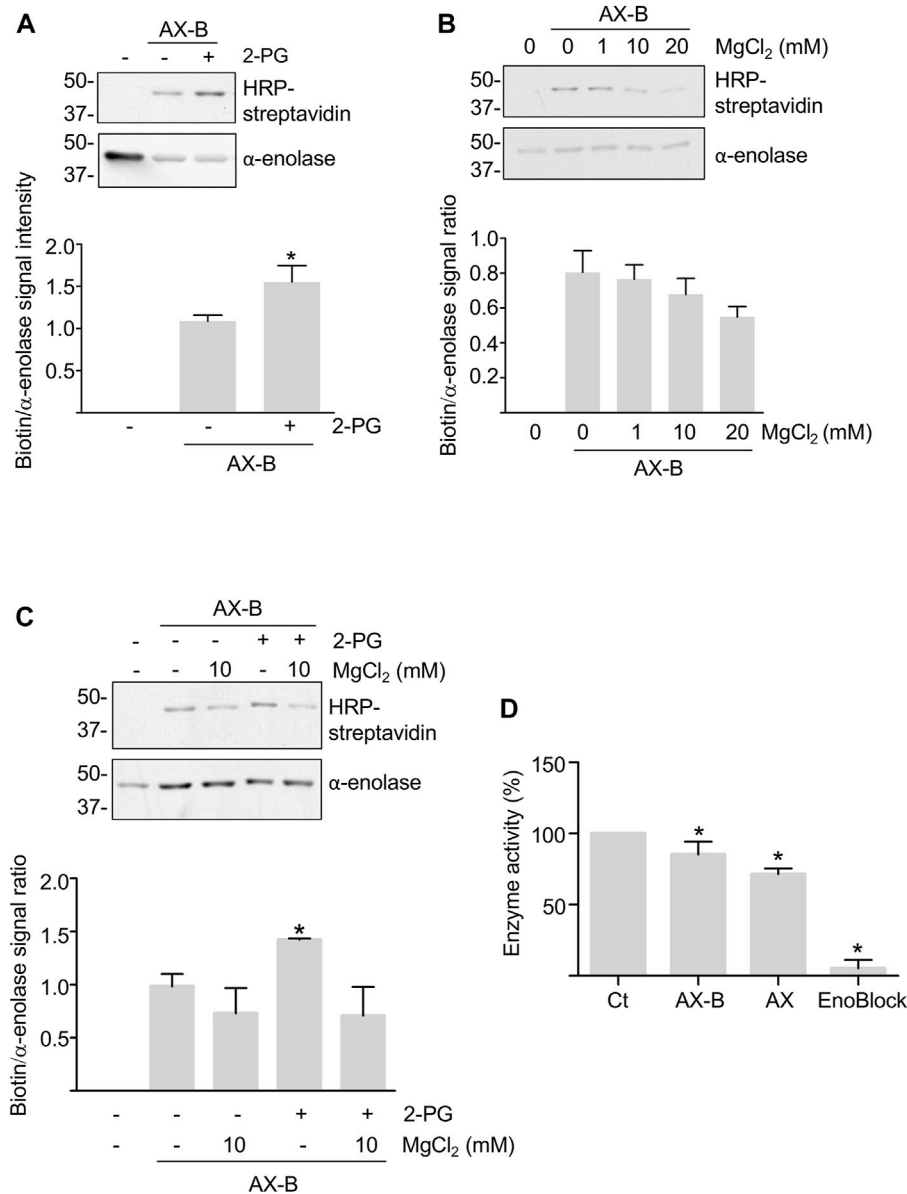 A
AX-B
- - + 2-PG
50-
37-
HRP-
streptavidin
50-
37-
α-enolase
Biotin/α-enolase signal intensity
2.0
1.5
1.0
0.5
*
- - + 2-PG
AX-B
B
AX-B
0 0 1 10 20 MgCl₂ (mM)
50-
37-
HRP-
streptavidin
50-
37-
α-enolase
Biotin/α-enolase signal ratio
1.0
0.8
0.6
0.4
0.2
0 0 1 10 20 MgCl₂ (mM)
AX-B
C
AX-B
- - - + + 2-PG
- - 10 - 10 MgCl₂ (mM)
50-
37-
HRP-
streptavidin
50-
37-
α-enolase
Biotin/α-enolase signal ratio
2.0
1.5
1.0
0.5
*
- - - + + 2-PG
- - 10 - 10 MgCl₂ (mM)
AX-B
D
Enzyme activity (%)
150
100
50
* * *
Ct AX-B AX EnoBlock